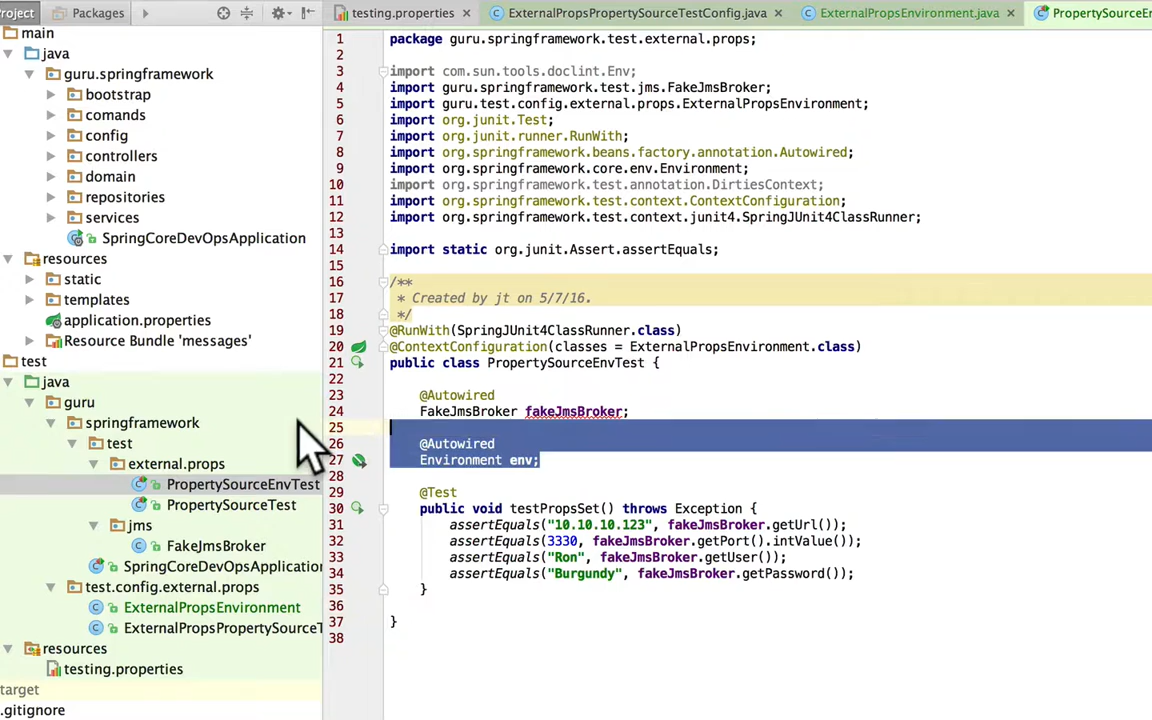 Project
Packages
main
java
guru.springframework
bootstrap
comands
config
controllers
domain
repositories
services
SpringCoreDevOpsApplication
resources
static
templates
application.properties
Resource Bundle 'messages'
test
java
guru
springframework
test
external.props
PropertySourceEnvTest
PropertySourceTest
jms
FakeJmsBroker
SpringCoreDevOpsApplication
test.config.external.props
ExternalPropsEnvironment
ExternalPropsPropertySourceT
resources
testing.properties
target
.gitignore
testing.properties
ExternalPropsPropertySourceTestConfig.java
ExternalPropsEnvironment.java
PropertySourceEn
1 package guru.springframework.test.external.props;
2
3 import com.sun.tools.doclint.Env;
4 import guru.springframework.test.jms.FakeJmsBroker;
5 import guru.test.config.external.props.ExternalPropsEnvironment;
6 import org.junit.Test;
7 import org.junit.runner.RunWith;
8 import org.springframework.beans.factory.annotation.Autowired;
9 import org.springframework.core.env.Environment;
10 import org.springframework.test.annotation.DirtiesContext;
11 import org.springframework.test.context.ContextConfiguration;
12 import org.springframework.test.context.junit4.SpringJUnit4ClassRunner;
13
14 import static org.junit.Assert.assertEquals;
15
16 /**
17 * Created by jt on 5/7/16.
18 */
19 @RunWith(SpringJUnit4ClassRunner.class)
20 @ContextConfiguration(classes = ExternalPropsEnvironment.class)
21 public class PropertySourceEnvTest {
22
23 @Autowired
24 FakeJmsBroker fakeJmsBroker;
25
26 @Autowired
27 Environment env;
28
29 @Test
30 public void testPropsSet() throws Exception {
31 assertEquals("10.10.10.123", fakeJmsBroker.getUrl());
32 assertEquals(3330, fakeJmsBroker.getPort().intValue());
33 assertEquals("Ron", fakeJmsBroker.getUser());
34 assertEquals("Burgundy", fakeJmsBroker.getPassword());
35 }
36
37 }
38